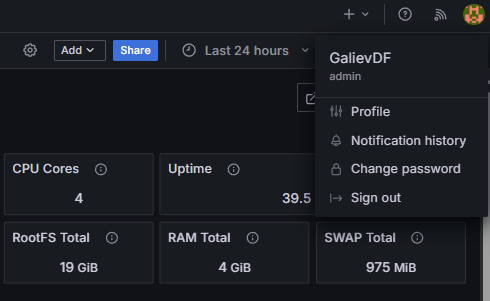 Add
Share
Last 24 hours
GalievDF
admin
Profile
Notification history
Change password
Sign out
CPU Cores
4
Uptime
39.5
RootFS Total
19 GiB
RAM Total
4 GiB
SWAP Total
975 MiB